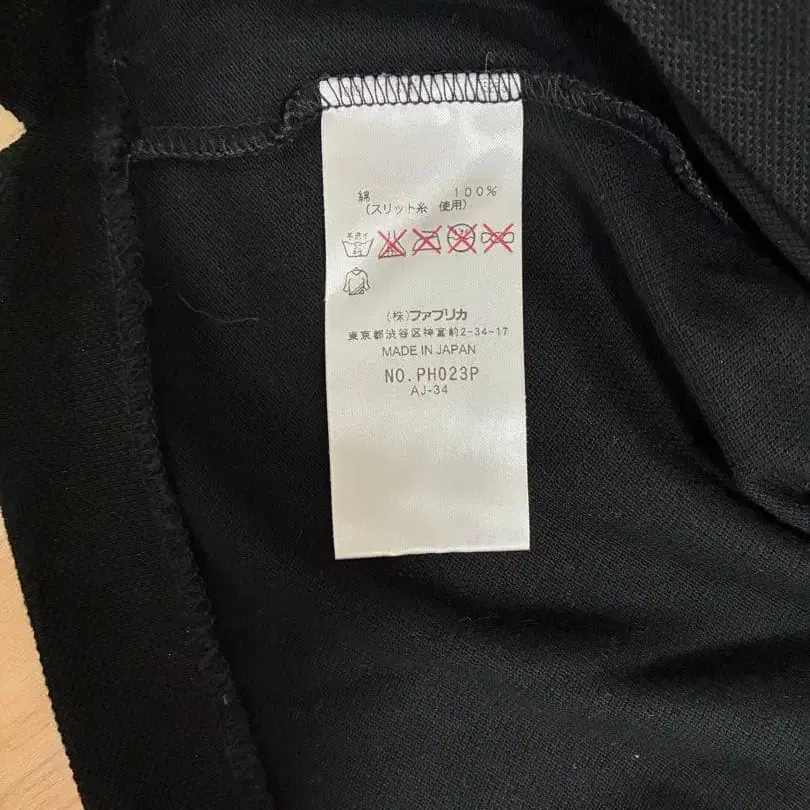 綿 100%
(スリット糸 使用)
(株)ファブリカ
東京都渋谷区神宮前2-34-17
MADE IN JAPAN
NO.PH023P
AJ-34